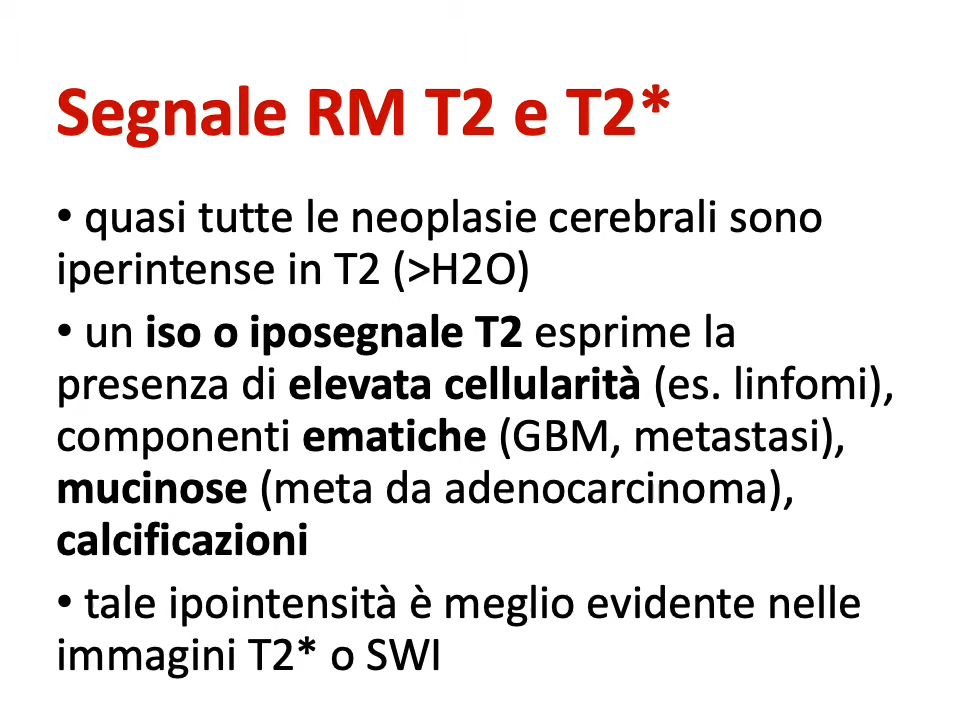 Segnale RM T2 e T2*
• quasi tutte le neoplasie cerebrali sono
iperintense in T2 (>H2O)
• un iso o iposegnale T2 esprime la
presenza di elevata cellularità (es. linfomi),
componenti ematiche (GBM, metastasi),
mucinose (meta da adenocarcinoma),
calcificazioni
• tale ipointensità è meglio evidente nelle
immagini T2* o SWI